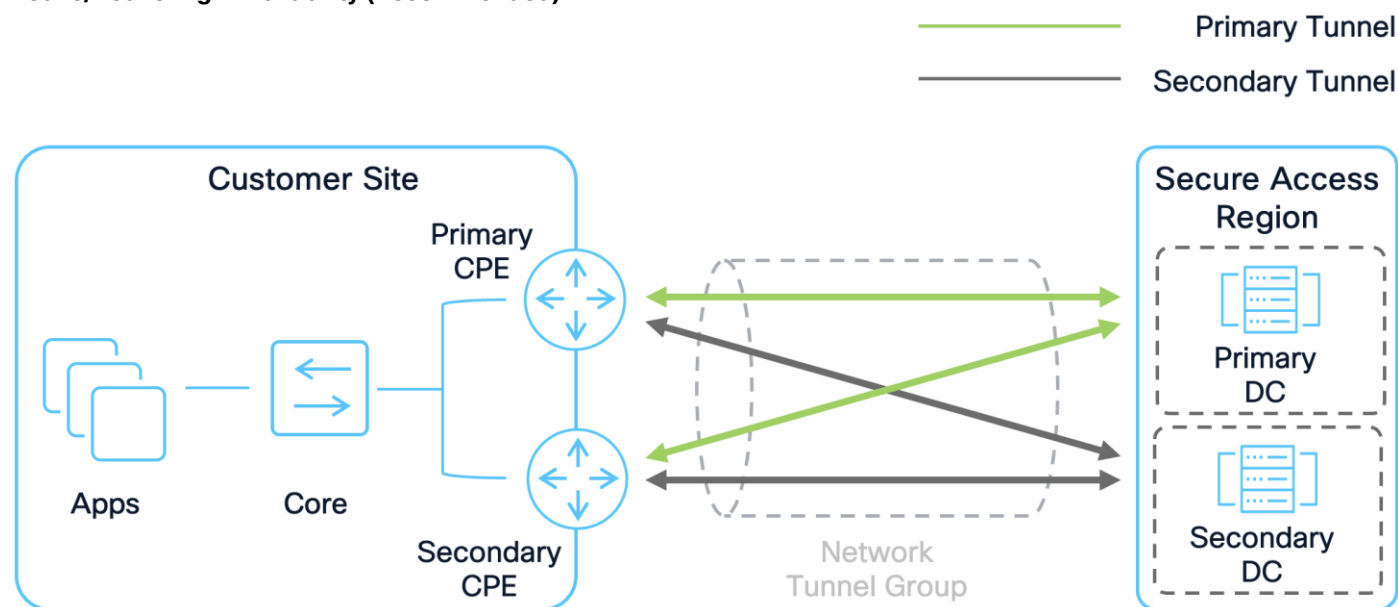 Primary Tunnel
Secondary Tunnel
Customer Site
Primary
CPE
Apps
Core
Secondary
CPE
Network
Tunnel Group
Secure Access
Region
Primary
DC
Secondary
DC